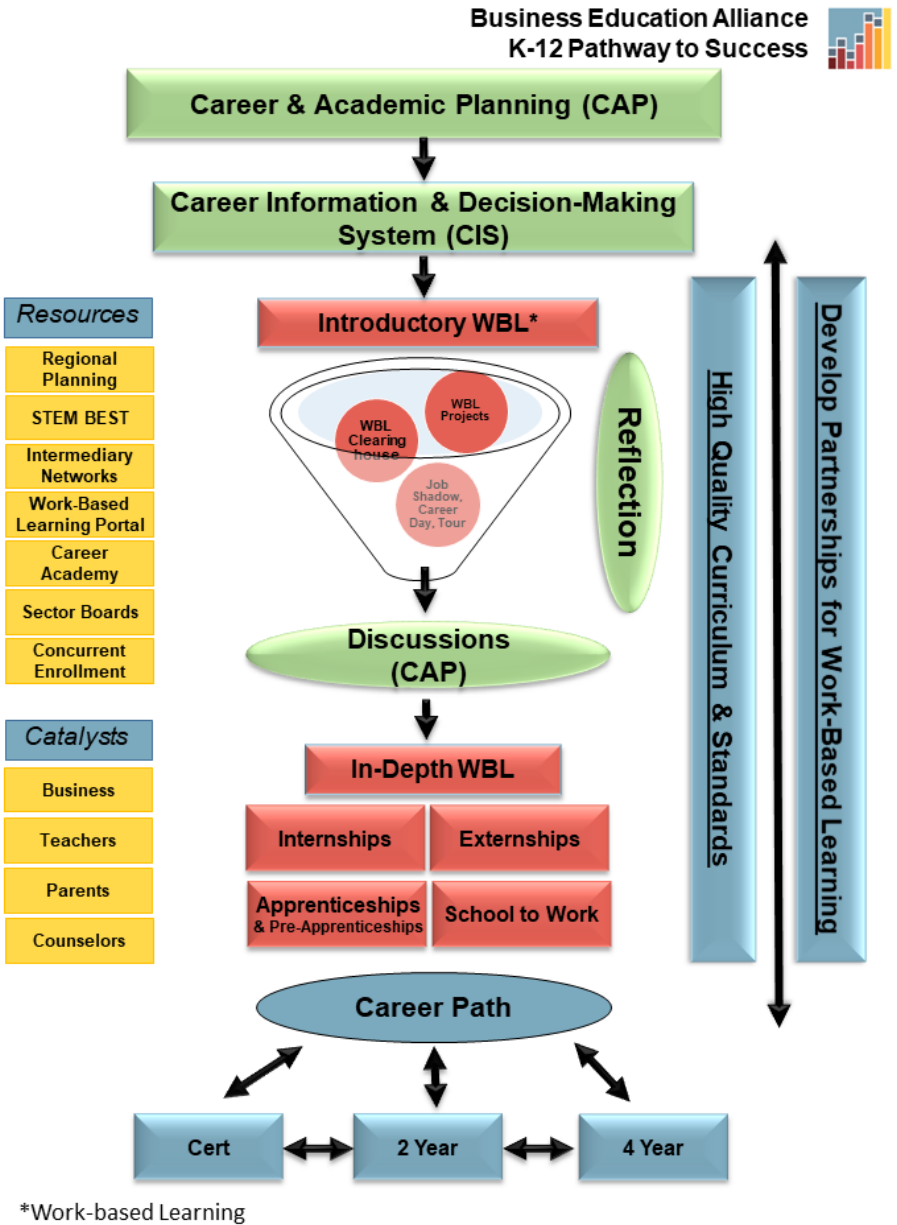 Business Education Alliance
K-12 Pathway to Success
Career & Academic Planning (CAP)
Career Information & Decision-Making
System (CIS)
Resources
Regional
Planning
STEM BEST
Intermediary
Networks
Work-Based
Learning Portal
Career
Academy
Sector Boards
Concurrent
Enrollment
Catalysts
Business
Teachers
Parents
Counselors
Introductory WBL*
WBL
Projects
WBL
Clearing
house
Job
Shadow,
Career
Day, Tour
Reflection
Discussions
(CAP)
In-Depth WBL
Internships
Externships
Apprenticeships
& Pre-Apprenticeships
School to Work
High Quality Curriculum & Standards
Develop Partnerships for Work-Based Learning
Career Path
Cert
2 Year
4 Year
*Work-based Learning